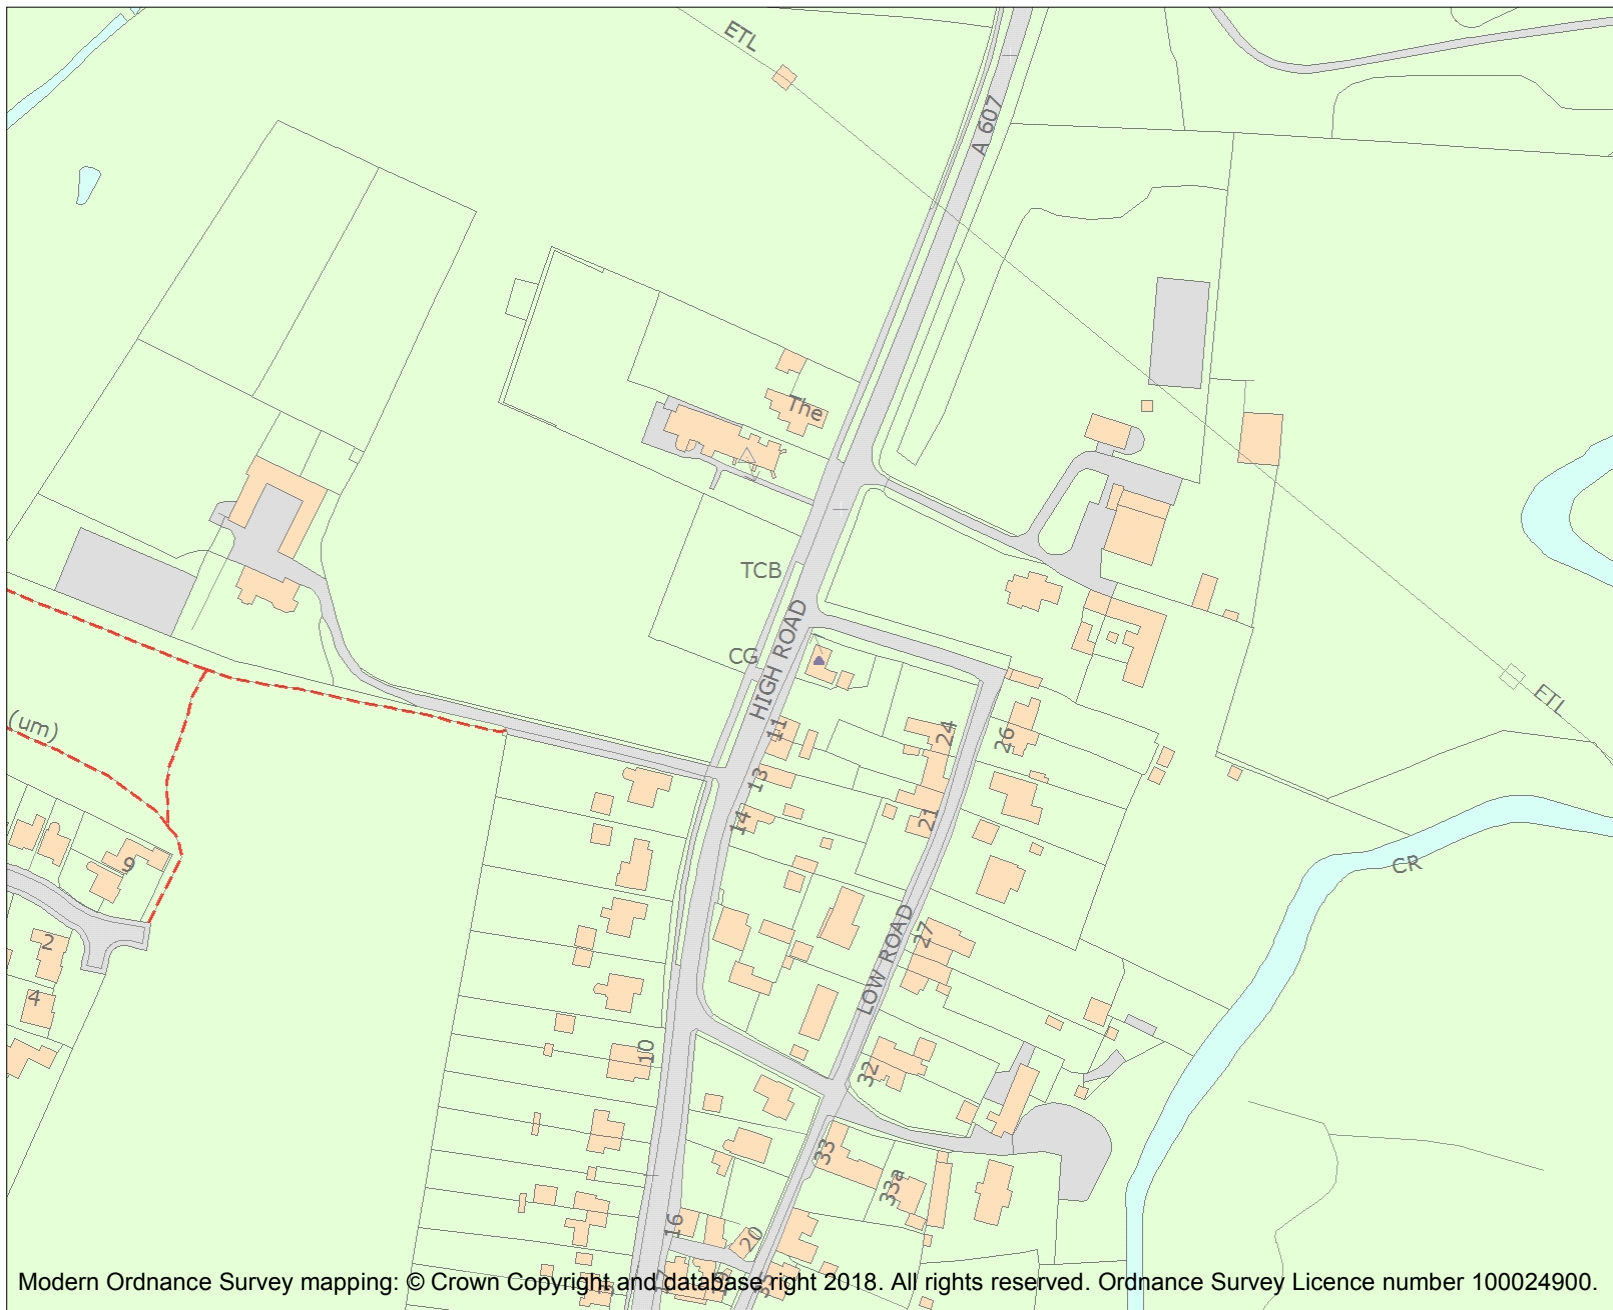 ETL
A 607
The
TCB
HIGH ROAD
CG
ETL
(um)
11
24
26
13
14
21
9
CR
2
27
LOW ROAD
4
10
32
33
33a
16
20
Modern Ordnance Survey mapping: © Crown Copyright and database right 2018. All rights reserved. Ordnance Survey Licence number 100024900.